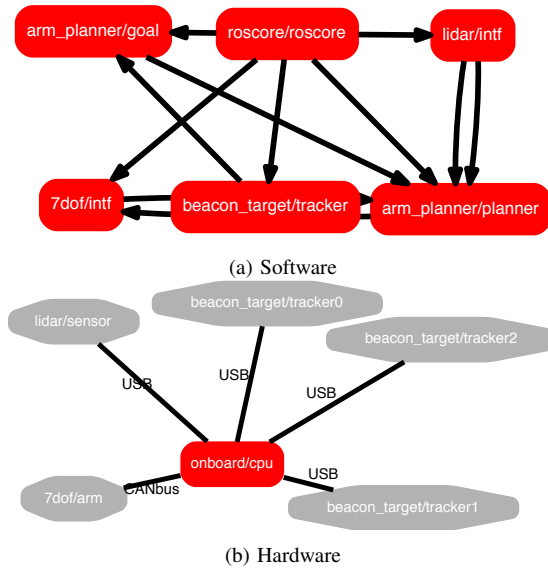 arm_planner/goal
roscore/roscore
lidar/intf
7dof/intf
beacon_target/tracker
arm_planner/planner
(a) Software
beacon_target/tracker0
lidar/sensor
beacon_target/tracker2
USB
USB
USB
onboard/cpu
USB
7dof/arm
CANbus
beacon_target/tracker1
(b) Hardware